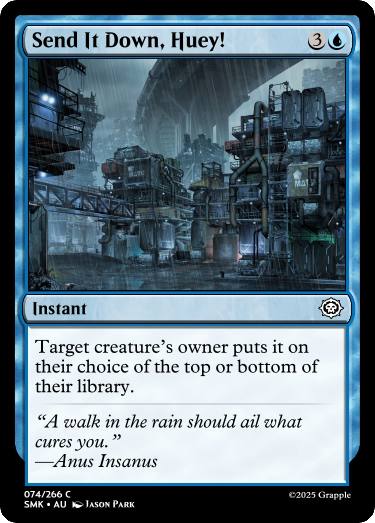 Send It Down, Huey!
3
Instant
Target creature's owner puts it on
their choice of the top or bottom of
their library.
"A walk in the rain should ail what
cures you."
—Anus Insanus
074/266 C
SMK • AU Jason Park
©2025 Grapple